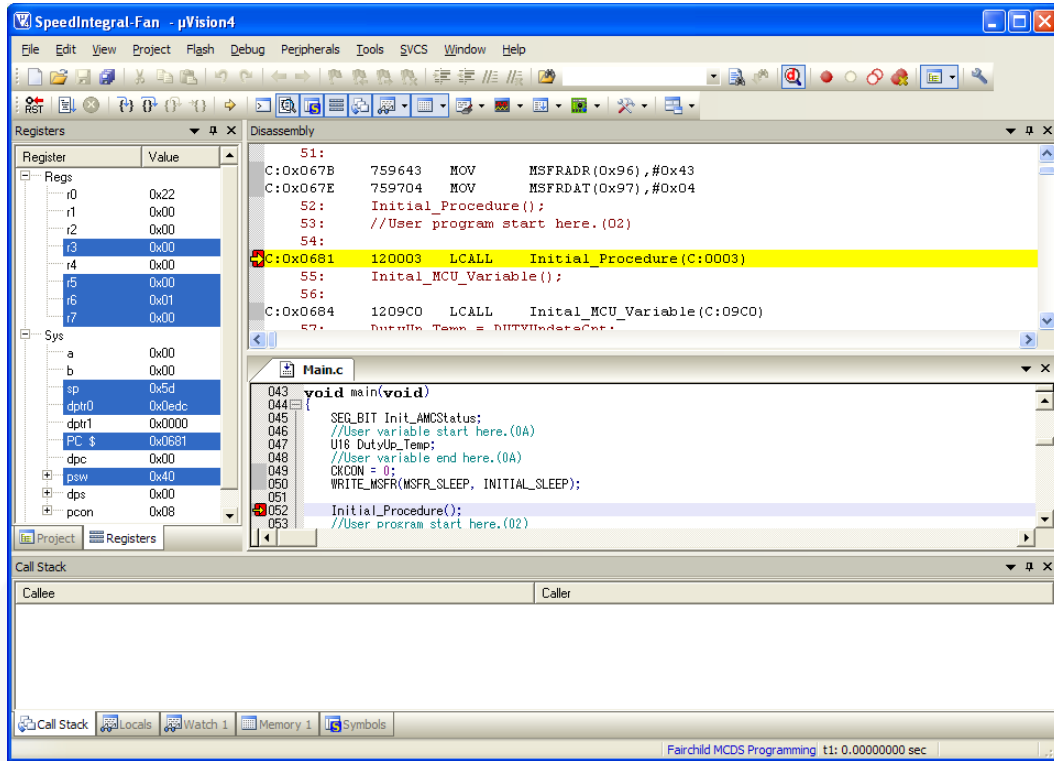 SpeedIntegral-Fan - µVision4
File Edit View Project Flash Debug Peripherals Tools SVCS Window Help
RST
Registers
Register Value
Regs
r0 0x22
r1 0x00
r2 0x00
r3 0x00
r4 0x00
r5 0x00
r6 0x01
r7 0x00
Sys
a 0x00
b 0x00
sp 0x5d
dptr0 0x0edc
dptr1 0x0000
PC $ 0x0681
dpc 0x00
psw 0x40
dps 0x00
pcon 0x08
Project Registers
Disassembly
51:
C:0x067B 759643 MOV MSFRADR(0x96),#0x43
C:0x067E 759704 MOV MSFRDAT(0x97),#0x04
52: Initial_Procedure();
53: //User program start here.(02)
54:
C:0x0681 120003 LCALL Initial_Procedure(C:0003)
55: Inital_MCU_Variable();
56:
C:0x0684 1209C0 LCALL Inital_MCU_Variable(C:09C0)
57: DutyUp_Temp = DUTYUpdateCnt;
Main.c
043 void main(void)
044 {
045 SEG_BIT Init_AMCStatus;
046 //User variable start here.(0A)
047 U16 DutyUp_Temp;
048 //User variable end here.(0A)
049 CKCON = 0;
050 WRITE_MSFR(MSFR_SLEEP, INITIAL_SLEEP);
051
052 Initial_Procedure();
053 //User program start here.(02)
Call Stack
Callee Caller
Call Stack Locals Watch 1 Memory 1 Symbols
Fairchild MCDS Programming t1: 0.00000000 sec